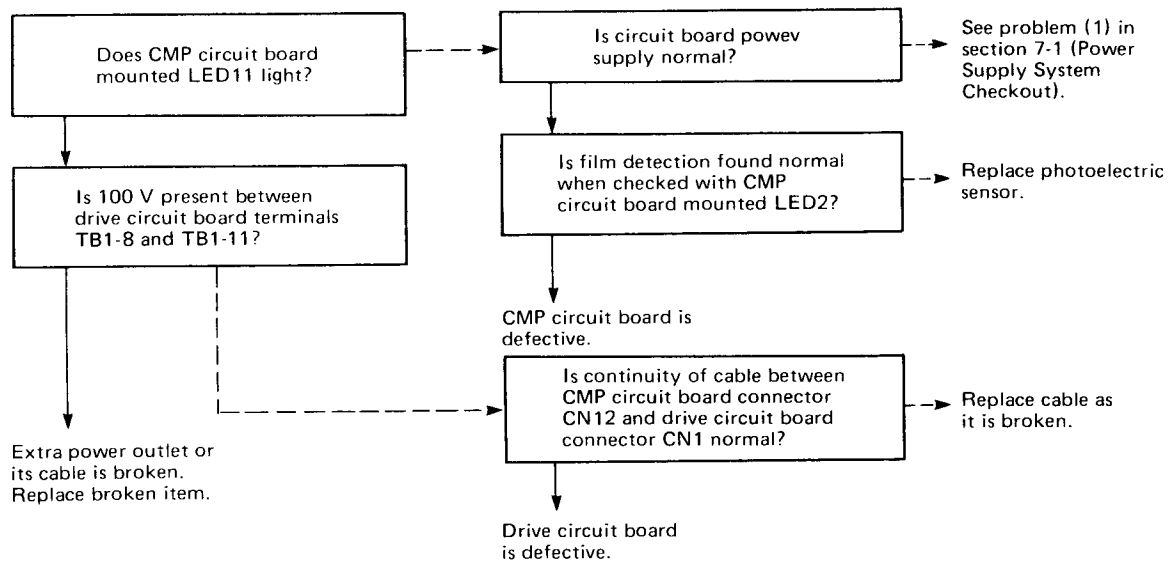 Does CMP circuit board
mounted LED11 light?
Is circuit board powev
supply normal?
See problem (1) in
section 7-1 (Power
Supply System
Checkout).
Is 100 V present between
drive circuit board terminals
TB1-8 and TB1-11?
Is film detection found normal
when checked with CMP
circuit board mounted LED2?
Replace photoelectric
sensor.
CMP circuit board is
defective.
Extra power outlet or
its cable is broken.
Replace broken item.
Is continuity of cable between
CMP circuit board connector
CN12 and drive circuit board
connector CN1 normal?
Replace cable as
it is broken.
Drive circuit board
is defective.